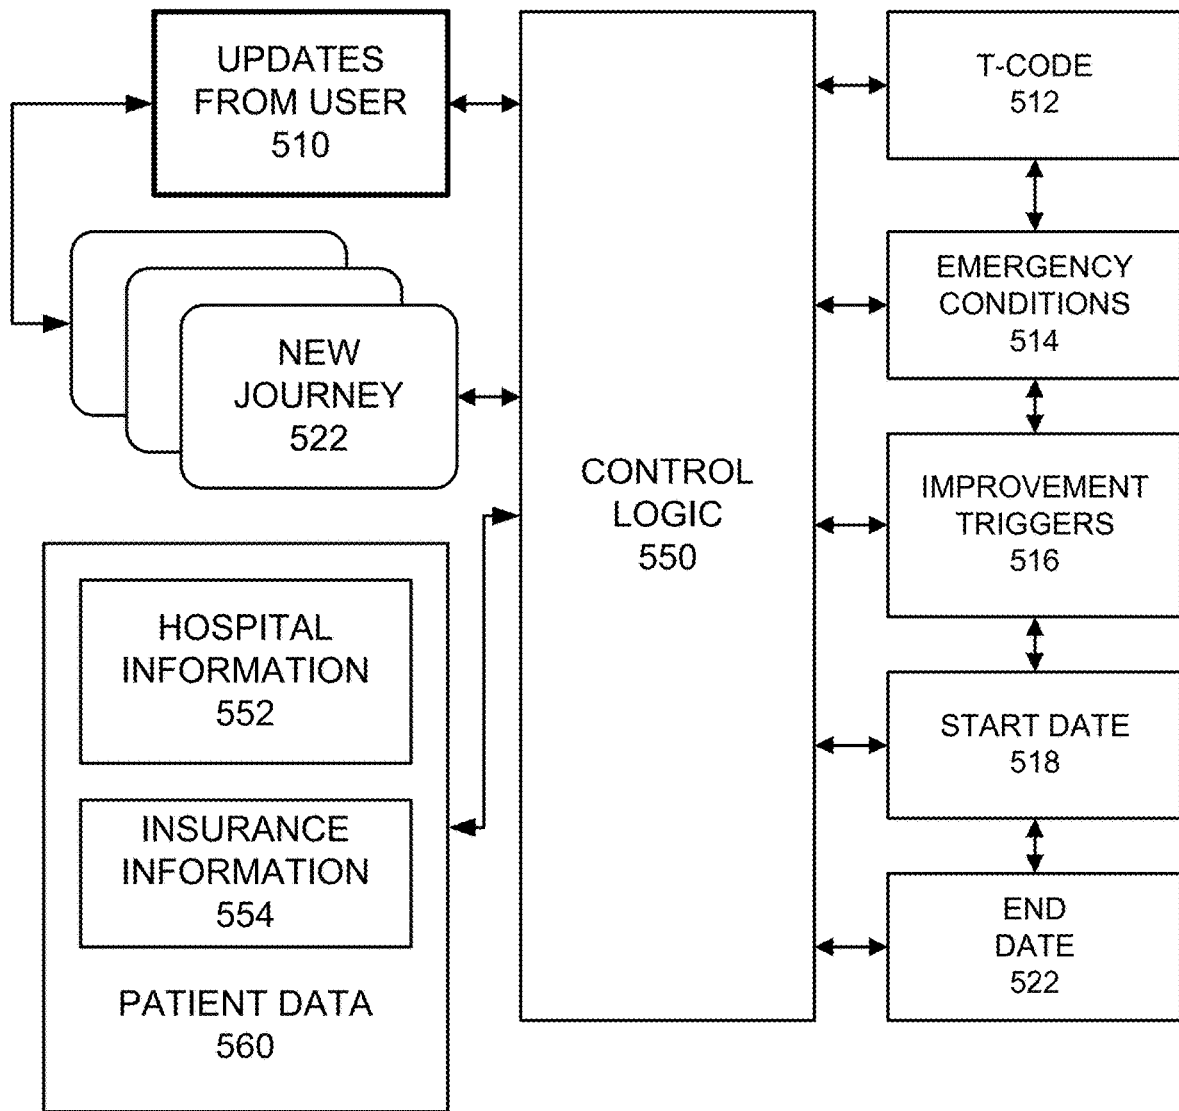 UPDATES
FROM USER
510
NEW
JOURNEY
522
HOSPITAL
INFORMATION
552
INSURANCE
INFORMATION
554
PATIENT DATA
560
CONTROL
LOGIC
550
T-CODE
512
EMERGENCY
CONDITIONS
514
IMPROVEMENT
TRIGGERS
516
START DATE
518
END
DATE
522